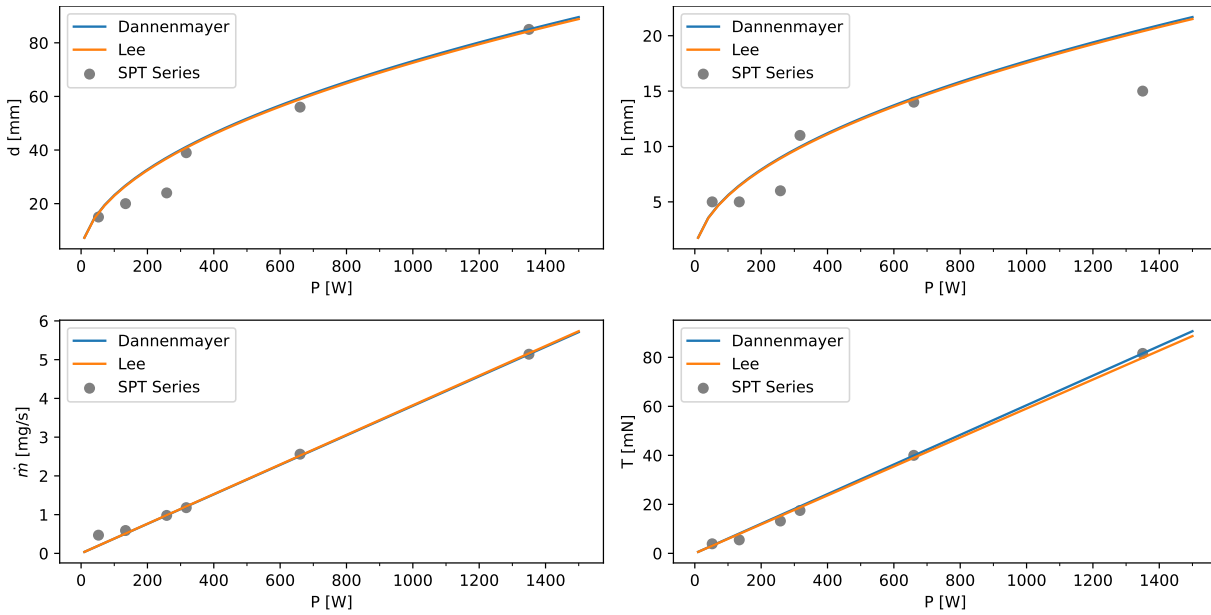 Dannenmayer
Lee
SPT Series
d [mm]
80
60
40
20
0 200 400 600 800 1000 1200 1400
P [W]
Dannenmayer
Lee
SPT Series
h [mm]
20
15
10
5
0 200 400 600 800 1000 1200 1400
P [W]
Dannenmayer
Lee
SPT Series
ṁ [mg/s]
6
5
4
3
2
1
0
0 200 400 600 800 1000 1200 1400
P [W]
Dannenmayer
Lee
SPT Series
T [mN]
80
60
40
20
0
0 200 400 600 800 1000 1200 1400
P [W]